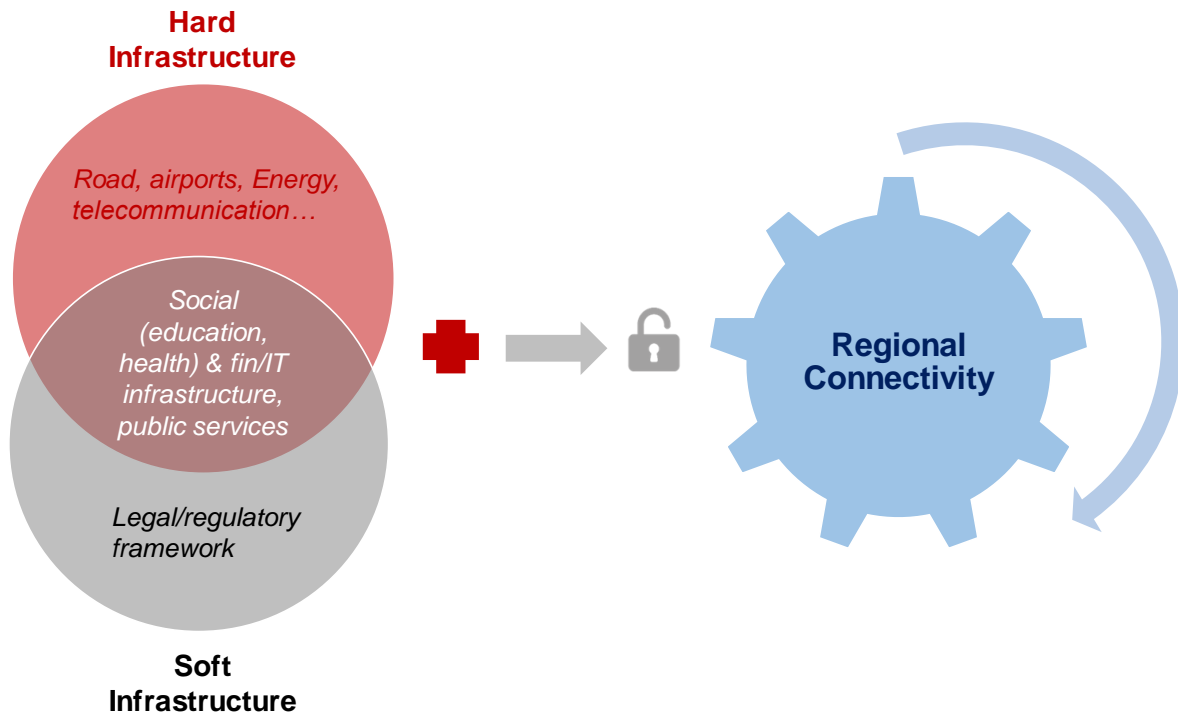 Hard
Infrastructure
Road, airports, Energy,
telecommunication…
Social
(education,
health) & fin/IT
infrastructure,
public services
Legal/regulatory
framework
Soft
Infrastructure
Regional
Connectivity